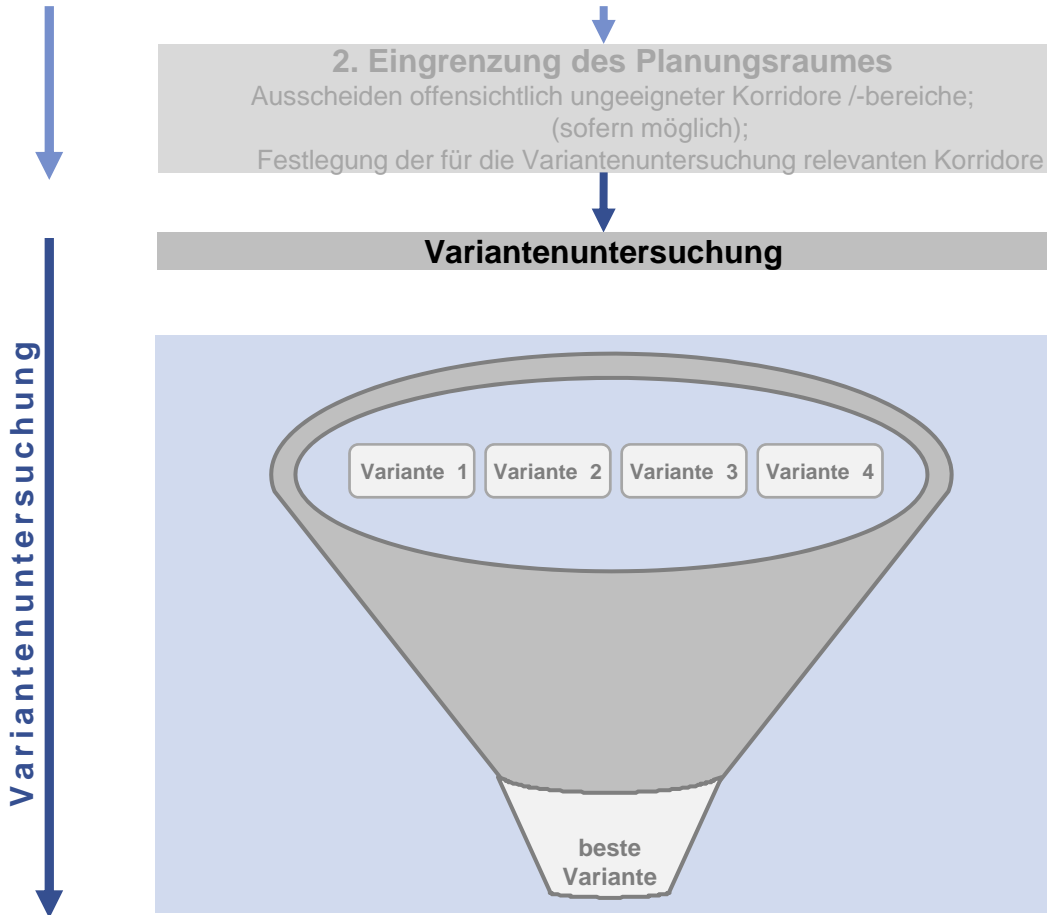 2. Eingrenzung des Planungsraumes
Ausscheiden offensichtlich ungeeigneter Korridore /-bereiche;
(sofern möglich);
Festlegung der für die Variantenuntersuchung relevanten Korridore
Variantenuntersuchung
Variantenuntersuchung
Variante 1
Variante 2
Variante 3
Variante 4
beste
Variante